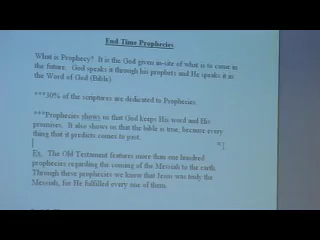 End Time Prophecies
What is Prophecy? It is the God given in-site of what is to come in
the future. God speaks it through his prophets and He speaks it in
the Word of God (Bible)
***30% of the scriptures are dedicated to Prophecies
***Prophecies shows us that God keeps His word and His
promises. It also shows us that the bible is true, because every
thing that it predicts comes to past.
Ex. The Old Testament features more than one hundred
prophecies regarding the coming of the Messiah to the earth.
Through these prophecies we know that Jesus was truly the
Messiah, for He fulfilled every one of them.